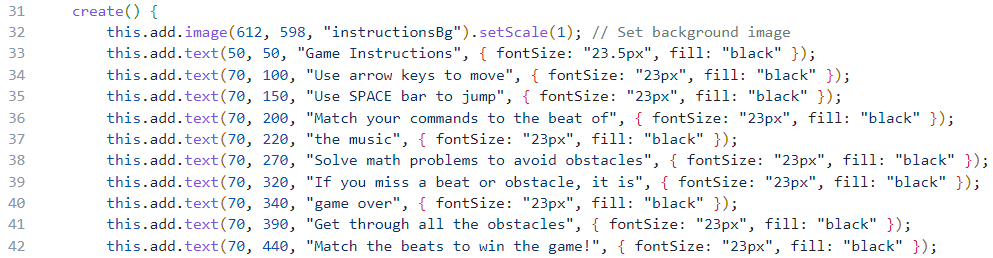 31 create() {
32 this.add.image(612, 598, "instructionsBg").setScale(1); // Set background image
33 this.add.text(50, 50, "Game Instructions", { fontSize: "23.5px", fill: "black" });
34 this.add.text(70, 100, "Use arrow keys to move", { fontSize: "23px", fill: "black" });
35 this.add.text(70, 150, "Use SPACE bar to jump", { fontSize: "23px", fill: "black" });
36 this.add.text(70, 200, "Match your commands to the beat of", { fontSize: "23px", fill: "black" });
37 this.add.text(70, 220, "the music", { fontSize: "23px", fill: "black" });
38 this.add.text(70, 270, "Solve math problems to avoid obstacles", { fontSize: "23px", fill: "black" });
39 this.add.text(70, 320, "If you miss a beat or obstacle, it is", { fontSize: "23px", fill: "black" });
40 this.add.text(70, 340, "game over", { fontSize: "23px", fill: "black" });
41 this.add.text(70, 390, "Get through all the obstacles", { fontSize: "23px", fill: "black" });
42 this.add.text(70, 440, "Match the beats to win the game!", { fontSize: "23px", fill: "black" });